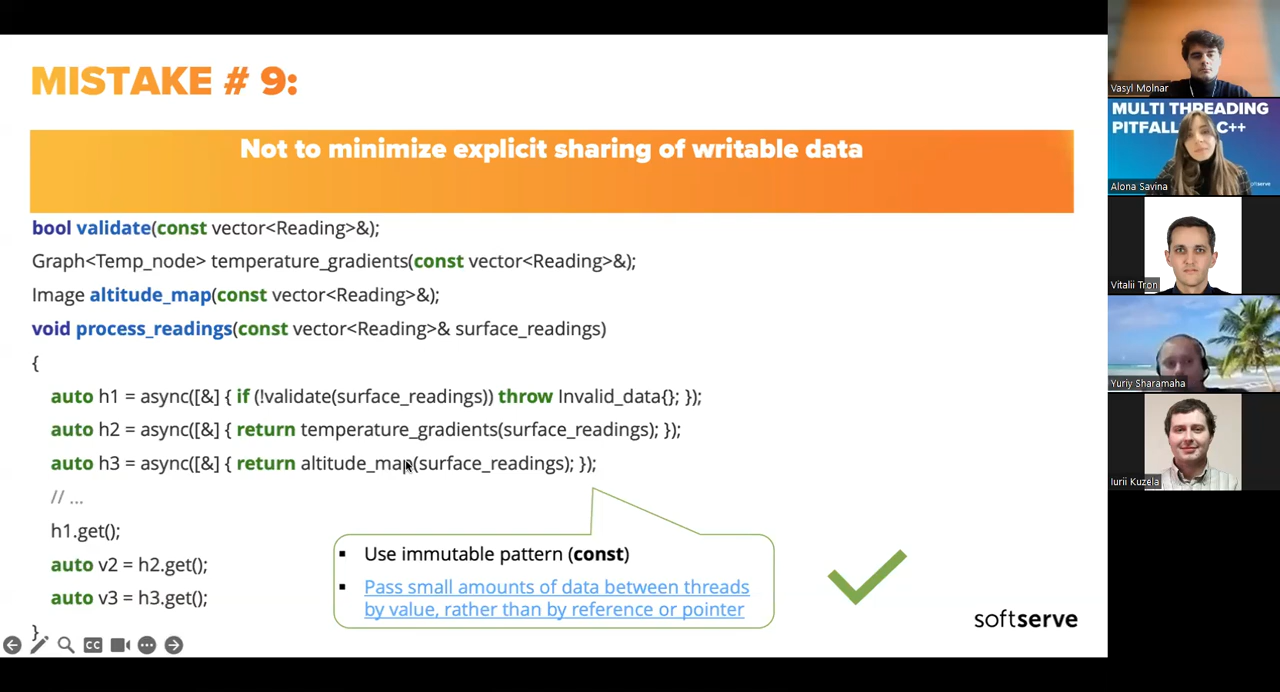 MISTAKE # 9:
Not to minimize explicit sharing of writable data
bool validate(const vector<Reading>&);
Graph<Temp_node> temperature_gradients(const vector<Reading>&);
Image altitude_map(const vector<Reading>&);
void process_readings(const vector<Reading>& surface_readings)
{
auto h1 = async([&] { if (!validate(surface_readings)) throw Invalid_data{}; });
auto h2 = async([&] { return temperature_gradients(surface_readings); });
auto h3 = async([&] { return altitude_map(surface_readings); });
// ...
h1.get();
auto v2 = h2.get();
auto v3 = h3.get();
}
▪ Use immutable pattern (const)
▪ Pass small amounts of data between threads
by value, rather than by reference or pointer
softserve
CC
Vasyl Molnar
MULTI THREADING
PITFALL C++
Alona Savina
Vitalii Tron
Yuriy Sharamaha
Iurii Kuzela